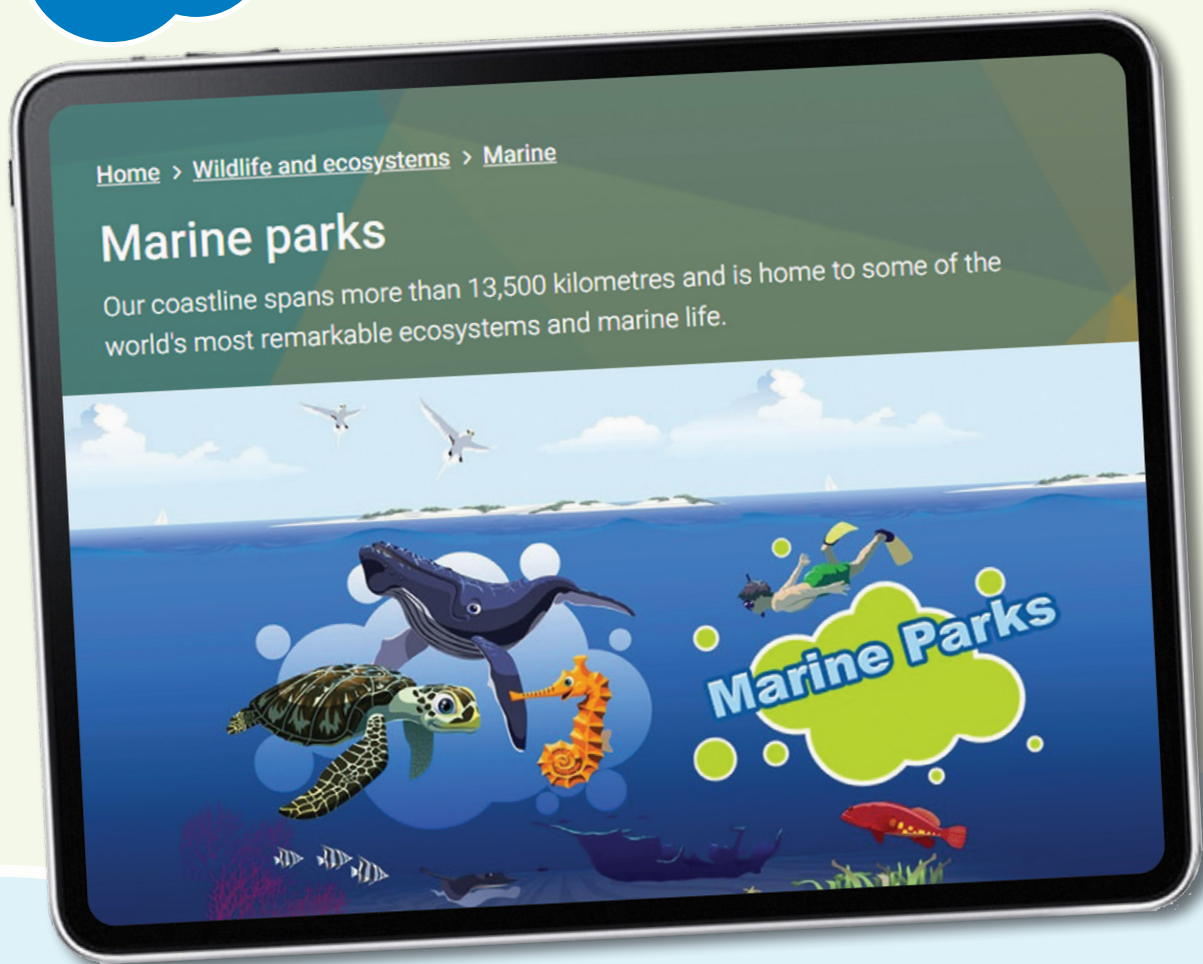 Home > Wildlife and ecosystems > Marine
Marine parks
Our coastline spans more than 13,500 kilometres and is home to some of the
world's most remarkable ecosystems and marine life.
Marine Parks